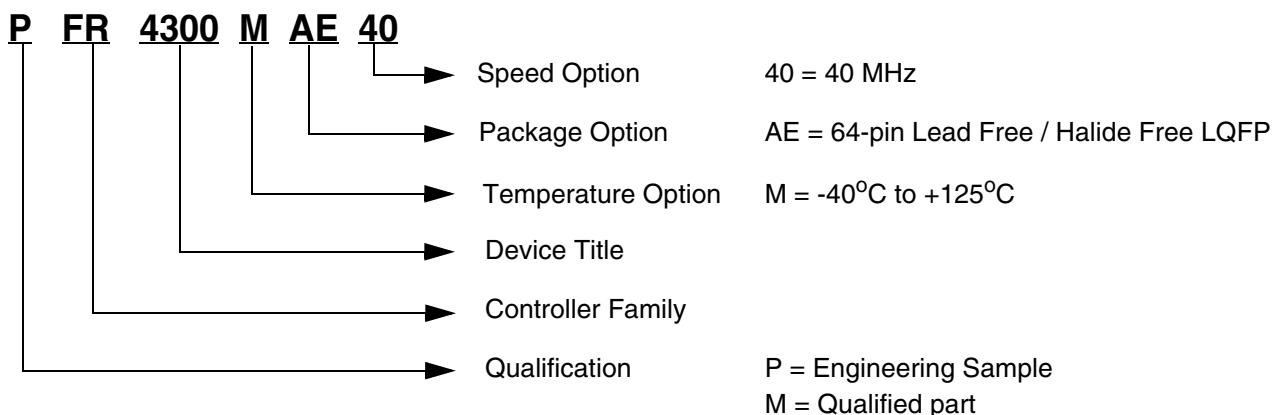 P FR 4300 M AE 40
Speed Option 40 = 40 MHz
Package Option AE = 64-pin Lead Free / Halide Free LQFP
Temperature Option M = -40°C to +125°C
Device Title
Controller Family
Qualification P = Engineering Sample
M = Qualified part